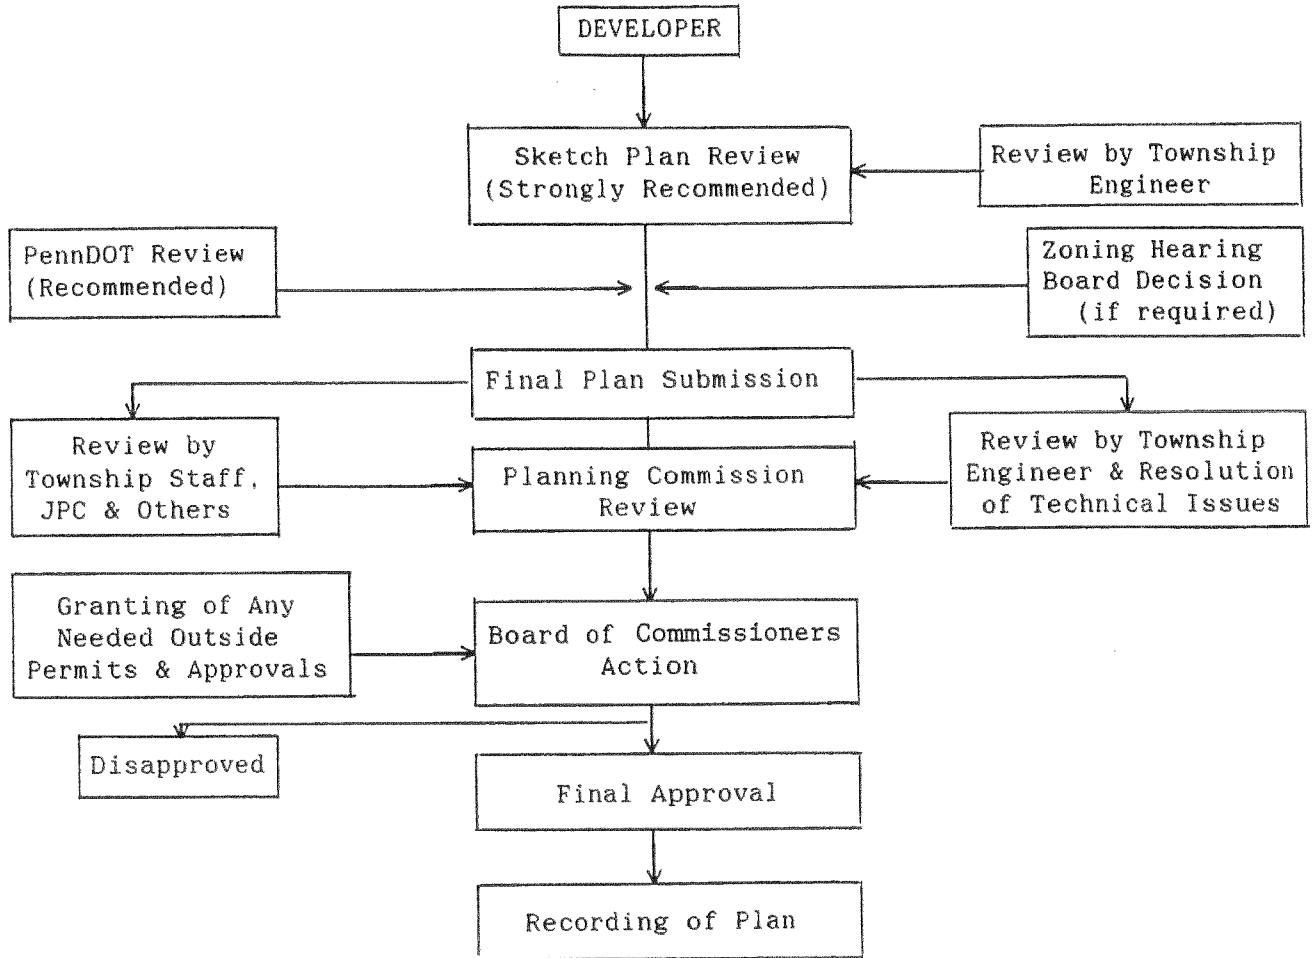 DEVELOPER
Sketch Plan Review
(Strongly Recommended)
Review by Township
Engineer
PennDOT Review
(Recommended)
Zoning Hearing
Board Decision
(if required)
Final Plan Submission
Review by
Township Staff,
JPC & Others
Planning Commission
Review
Review by Township
Engineer & Resolution
of Technical Issues
Granting of Any
Needed Outside
Permits & Approvals
Board of Commissioners
Action
Disapproved
Final Approval
Recording of Plan